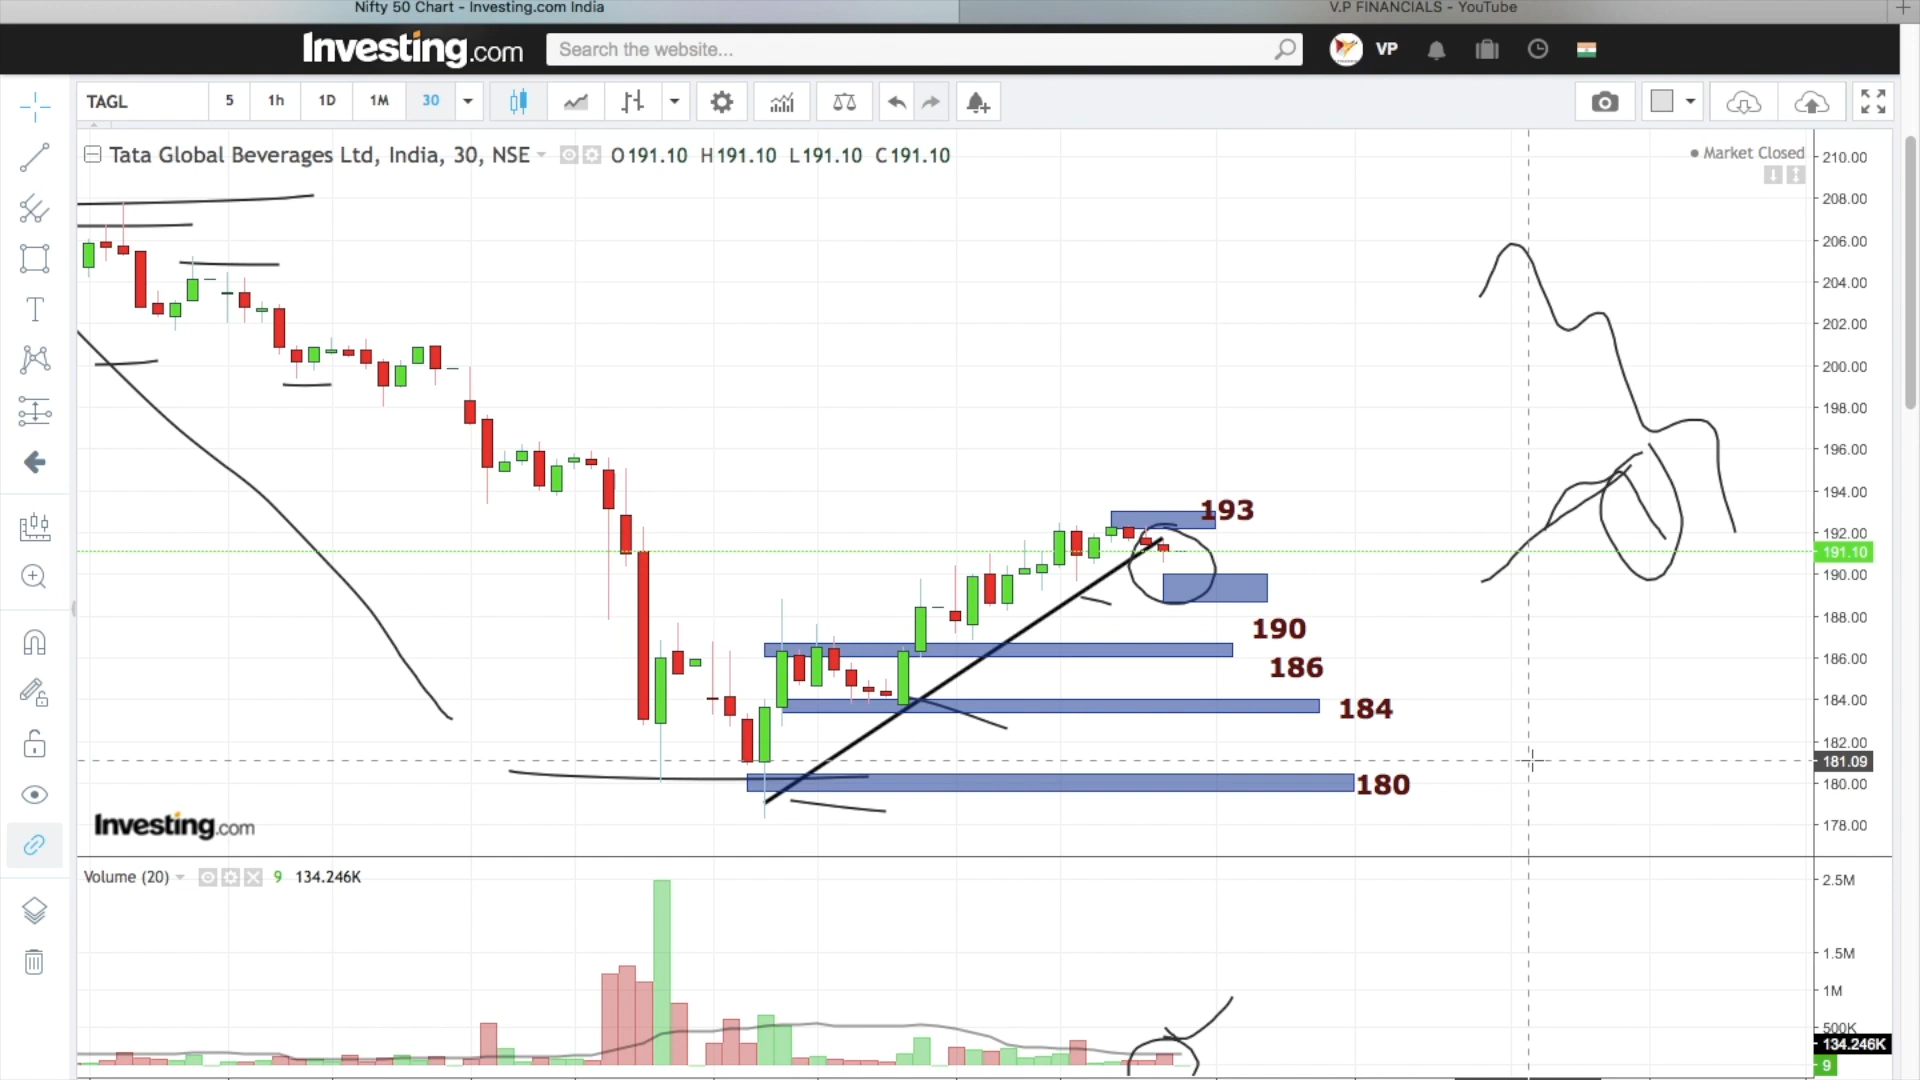 Nifty 50 Chart - Investing.com India
V.P FINANCIALS - YouTube
Investing.com
Search the website...
VP
TAGL
5
1h
1D
1M
30
Tata Global Beverages Ltd, India, 30, NSE
O 191.10 H 191.10 L 191.10 C 191.10
Market Closed
210.00
208.00
206.00
204.00
202.00
200.00
198.00
196.00
194.00
193
192.00
191.10
190.00
188.00
190
186
186.00
184.00
184
182.00
181.09
180.00
180
178.00
Investing.com
Volume (20)
9
134.246K
2.5M
1.5M
1M
500K
134.246K
9